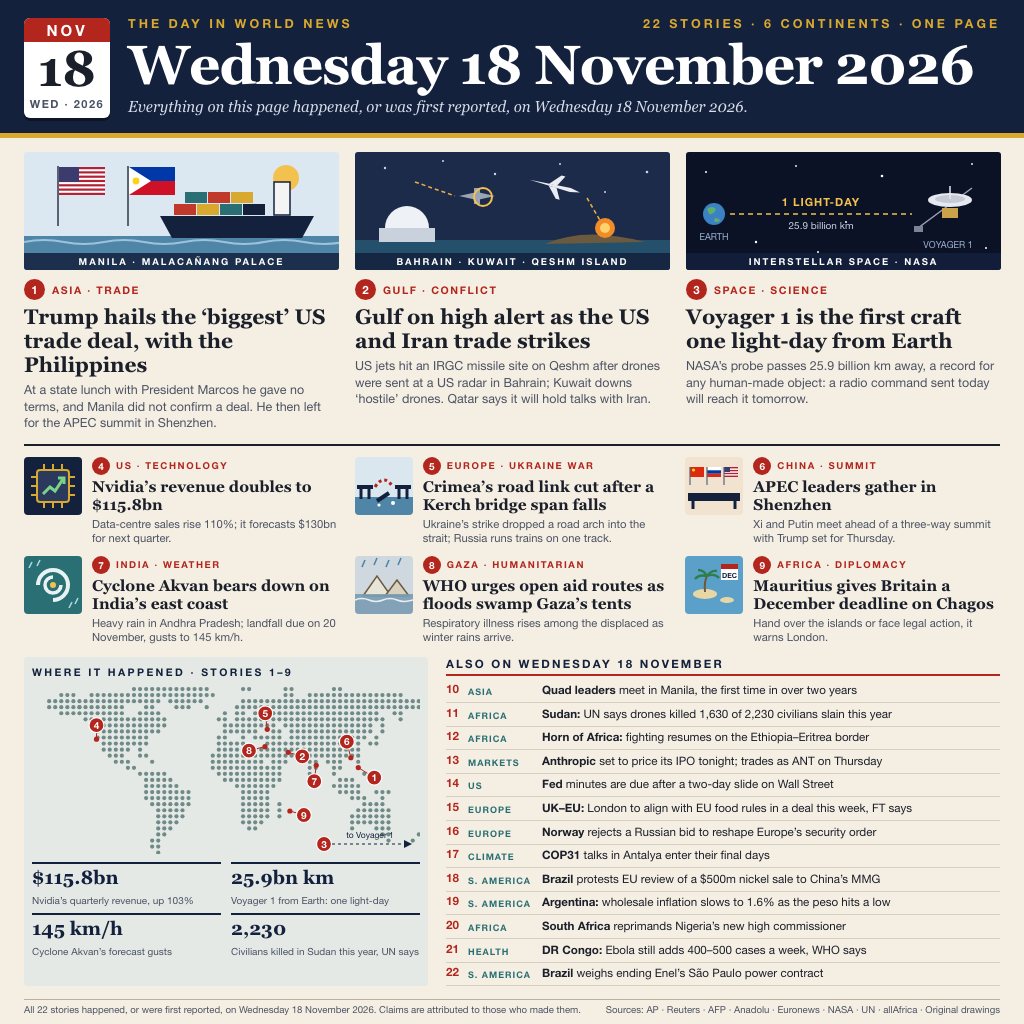 NOV
18
WED · 2026
THE DAY IN WORLD NEWS
22 STORIES · 6 CONTINENTS · ONE PAGE
Wednesday 18 November 2026
Everything on this page happened, or was first reported, on Wednesday 18 November 2026.
MANILA · MALACAÑANG PALACE
1 ASIA · TRADE
Trump hails the ‘biggest’ US
trade deal, with the
Philippines
At a state lunch with President Marcos he gave no
terms, and Manila did not confirm a deal. He then left
for the APEC summit in Shenzhen.
BAHRAIN · KUWAIT · QESHM ISLAND
2 GULF · CONFLICT
Gulf on high alert as the US
and Iran trade strikes
US jets hit an IRGC missile site on Qeshm after drones
were sent at a US radar in Bahrain; Kuwait downs
‘hostile’ drones. Qatar says it will hold talks with Iran.
1 LIGHT-DAY
25.9 billion km
EARTH
VOYAGER 1
INTERSTELLAR SPACE · NASA
3 SPACE · SCIENCE
Voyager 1 is the first craft
one light-day from Earth
NASA’s probe passes 25.9 billion km away, a record for
any human-made object: a radio command sent today
will reach it tomorrow.
4 US · TECHNOLOGY
Nvidia’s revenue doubles to
$115.8bn
Data-centre sales rise 110%; it forecasts $130bn
for next quarter.
5 EUROPE · UKRAINE WAR
Crimea’s road link cut after a
Kerch bridge span falls
Ukraine’s strike dropped a road arch into the
strait; Russia runs trains on one track.
6 CHINA · SUMMIT
APEC leaders gather in
Shenzhen
Xi and Putin meet ahead of a three-way summit
with Trump set for Thursday.
7 INDIA · WEATHER
Cyclone Akvan bears down on
India’s east coast
Heavy rain in Andhra Pradesh; landfall due on 20
November, gusts to 145 km/h.
8 GAZA · HUMANITARIAN
WHO urges open aid routes as
floods swamp Gaza’s tents
Respiratory illness rises among the displaced as
winter rains arrive.
DEC
9 AFRICA · DIPLOMACY
Mauritius gives Britain a
December deadline on Chagos
Hand over the islands or face legal action, it
warns London.
WHERE IT HAPPENED · STORIES 1–9
4
5
8
2
6
7
1
9
3
to Voyager 1
$115.8bn
Nvidia’s quarterly revenue, up 103%
25.9bn km
Voyager 1 from Earth: one light-day
145 km/h
Cyclone Akvan’s forecast gusts
2,230
Civilians killed in Sudan this year, UN says
ALSO ON WEDNESDAY 18 NOVEMBER
10 ASIA Quad leaders meet in Manila, the first time in over two years
11 AFRICA Sudan: UN says drones killed 1,630 of 2,230 civilians slain this year
12 AFRICA Horn of Africa: fighting resumes on the Ethiopia–Eritrea border
13 MARKETS Anthropic set to price its IPO tonight; trades as ANT on Thursday
14 US Fed minutes are due after a two-day slide on Wall Street
15 EUROPE UK–EU: London to align with EU food rules in a deal this week, FT says
16 EUROPE Norway rejects a Russian bid to reshape Europe’s security order
17 CLIMATE COP31 talks in Antalya enter their final days
18 S. AMERICA Brazil protests EU review of a $500m nickel sale to China’s MMG
19 S. AMERICA Argentina: wholesale inflation slows to 1.6% as the peso hits a low
20 AFRICA South Africa reprimands Nigeria’s new high commissioner
21 HEALTH DR Congo: Ebola still adds 400–500 cases a week, WHO says
22 S. AMERICA Brazil weighs ending Enel’s São Paulo power contract
All 22 stories happened, or were first reported, on Wednesday 18 November 2026. Claims are attributed to those who made them.
Sources: AP · Reuters · AFP · Anadolu · Euronews · NASA · UN · allAfrica · Original drawings